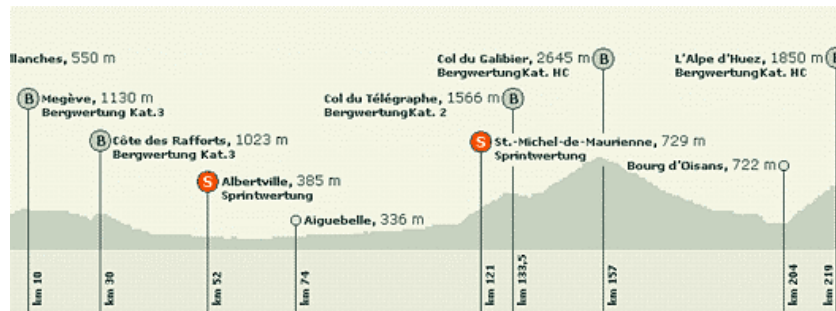 llanches, 550 m
Col du Galibier, 2645 m
B
Bergwertung Kat. HC
L'Alpe d'Huez, 1850 m
B
Bergwertung Kat. HC
B
Megève, 1130 m
Bergwertung Kat.3
Col du Télégraphe, 1566 m
B
BergwertungKat. 2
B
Côte des Rafforts, 1023 m
Bergwertung Kat.3
S
St.-Michel-de-Maurienne, 729 m
Sprintwertung
Bourg d'Oisans, 722 m
S
Albertville, 385 m
Sprintwertung
Aiguebelle, 336 m
km 10
km 30
km 52
km 74
km 121
km 133,5
km 157
km 204
km 219